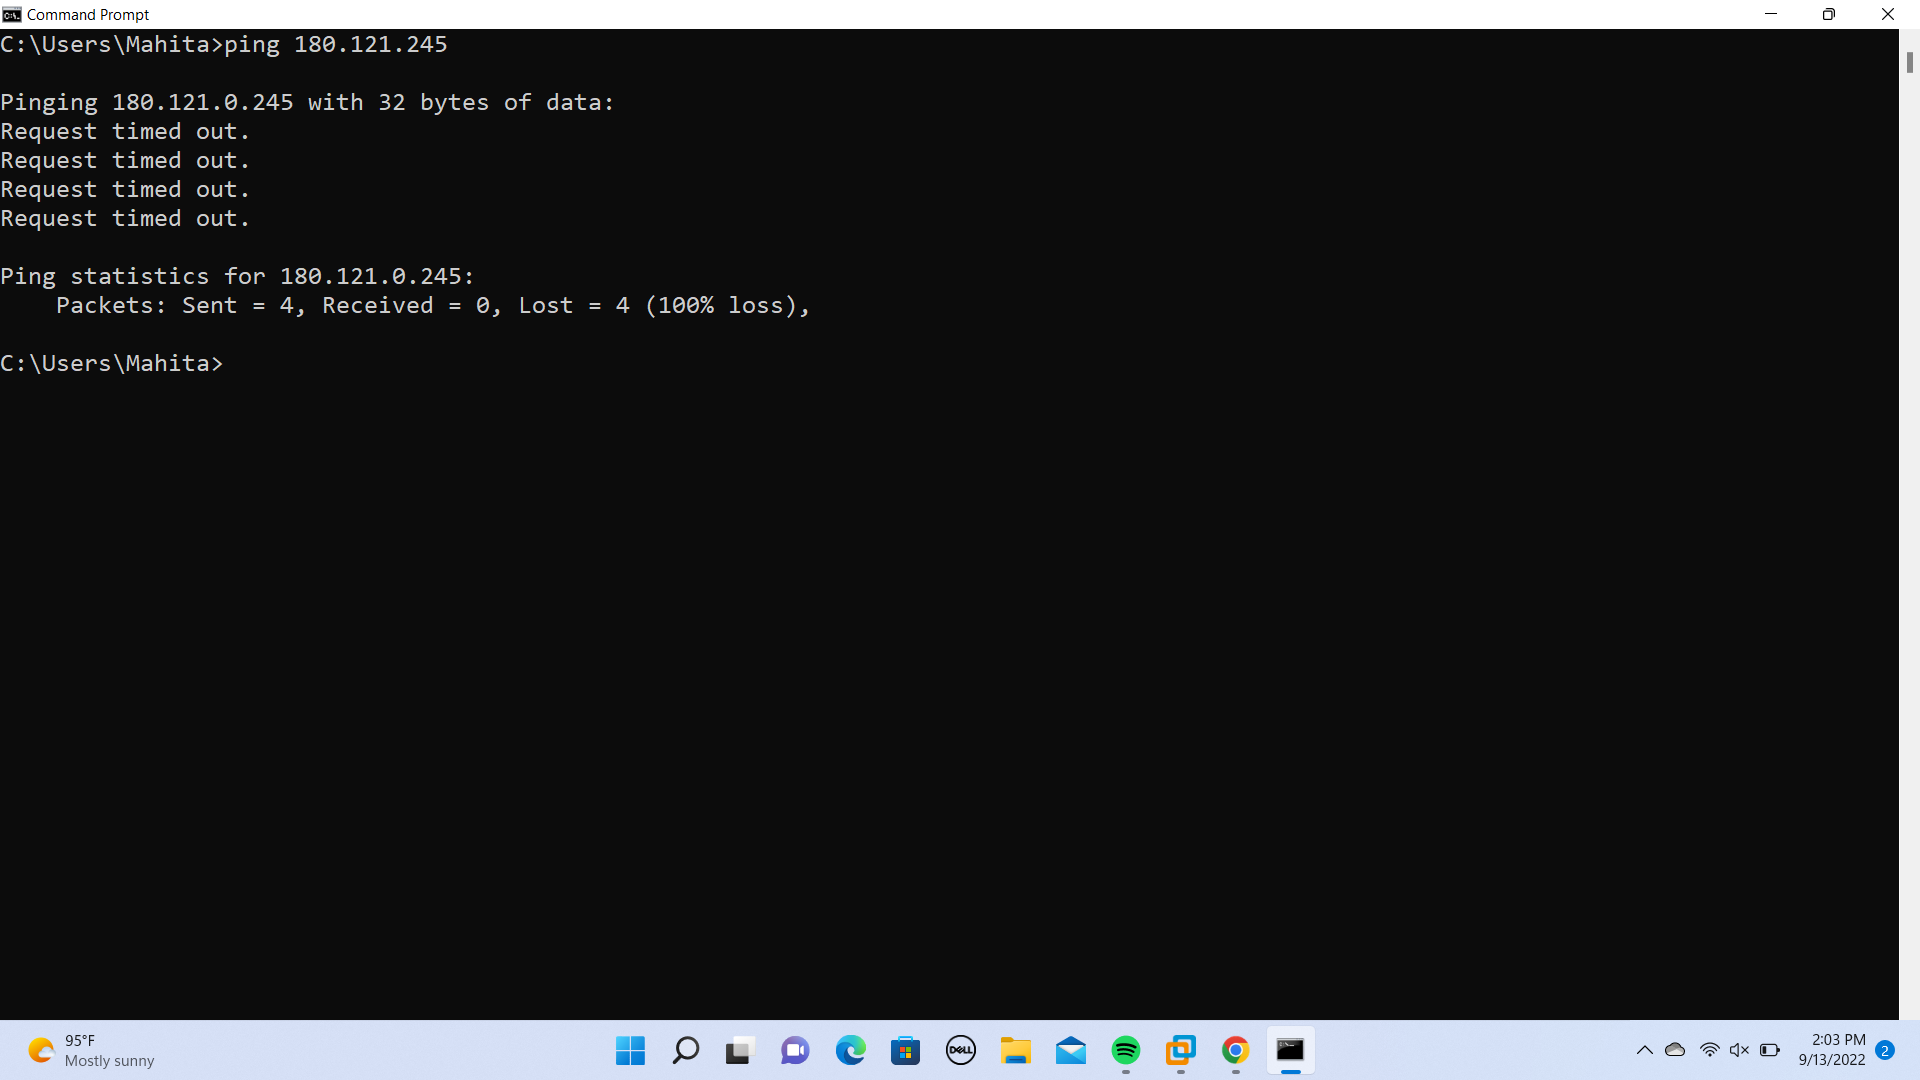 Command Prompt
C:\Users\Mahita>ping 180.121.245
Pinging 180.121.0.245 with 32 bytes of data:
Request timed out.
Request timed out.
Request timed out.
Request timed out.
Ping statistics for 180.121.0.245:
    Packets: Sent = 4, Received = 0, Lost = 4 (100% loss),
C:\Users\Mahita>
95°F
Mostly sunny
DELL
2:03 PM
9/13/2022
2